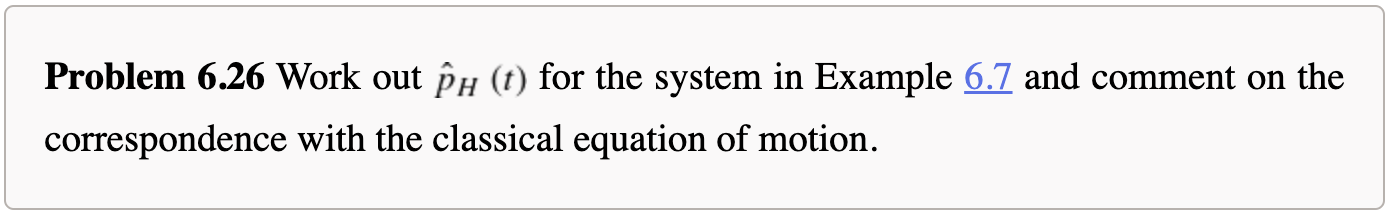 Problem 6.26 Work out p̂_H (t) for the system in Example 6.7 and comment on the
correspondence with the classical equation of motion.